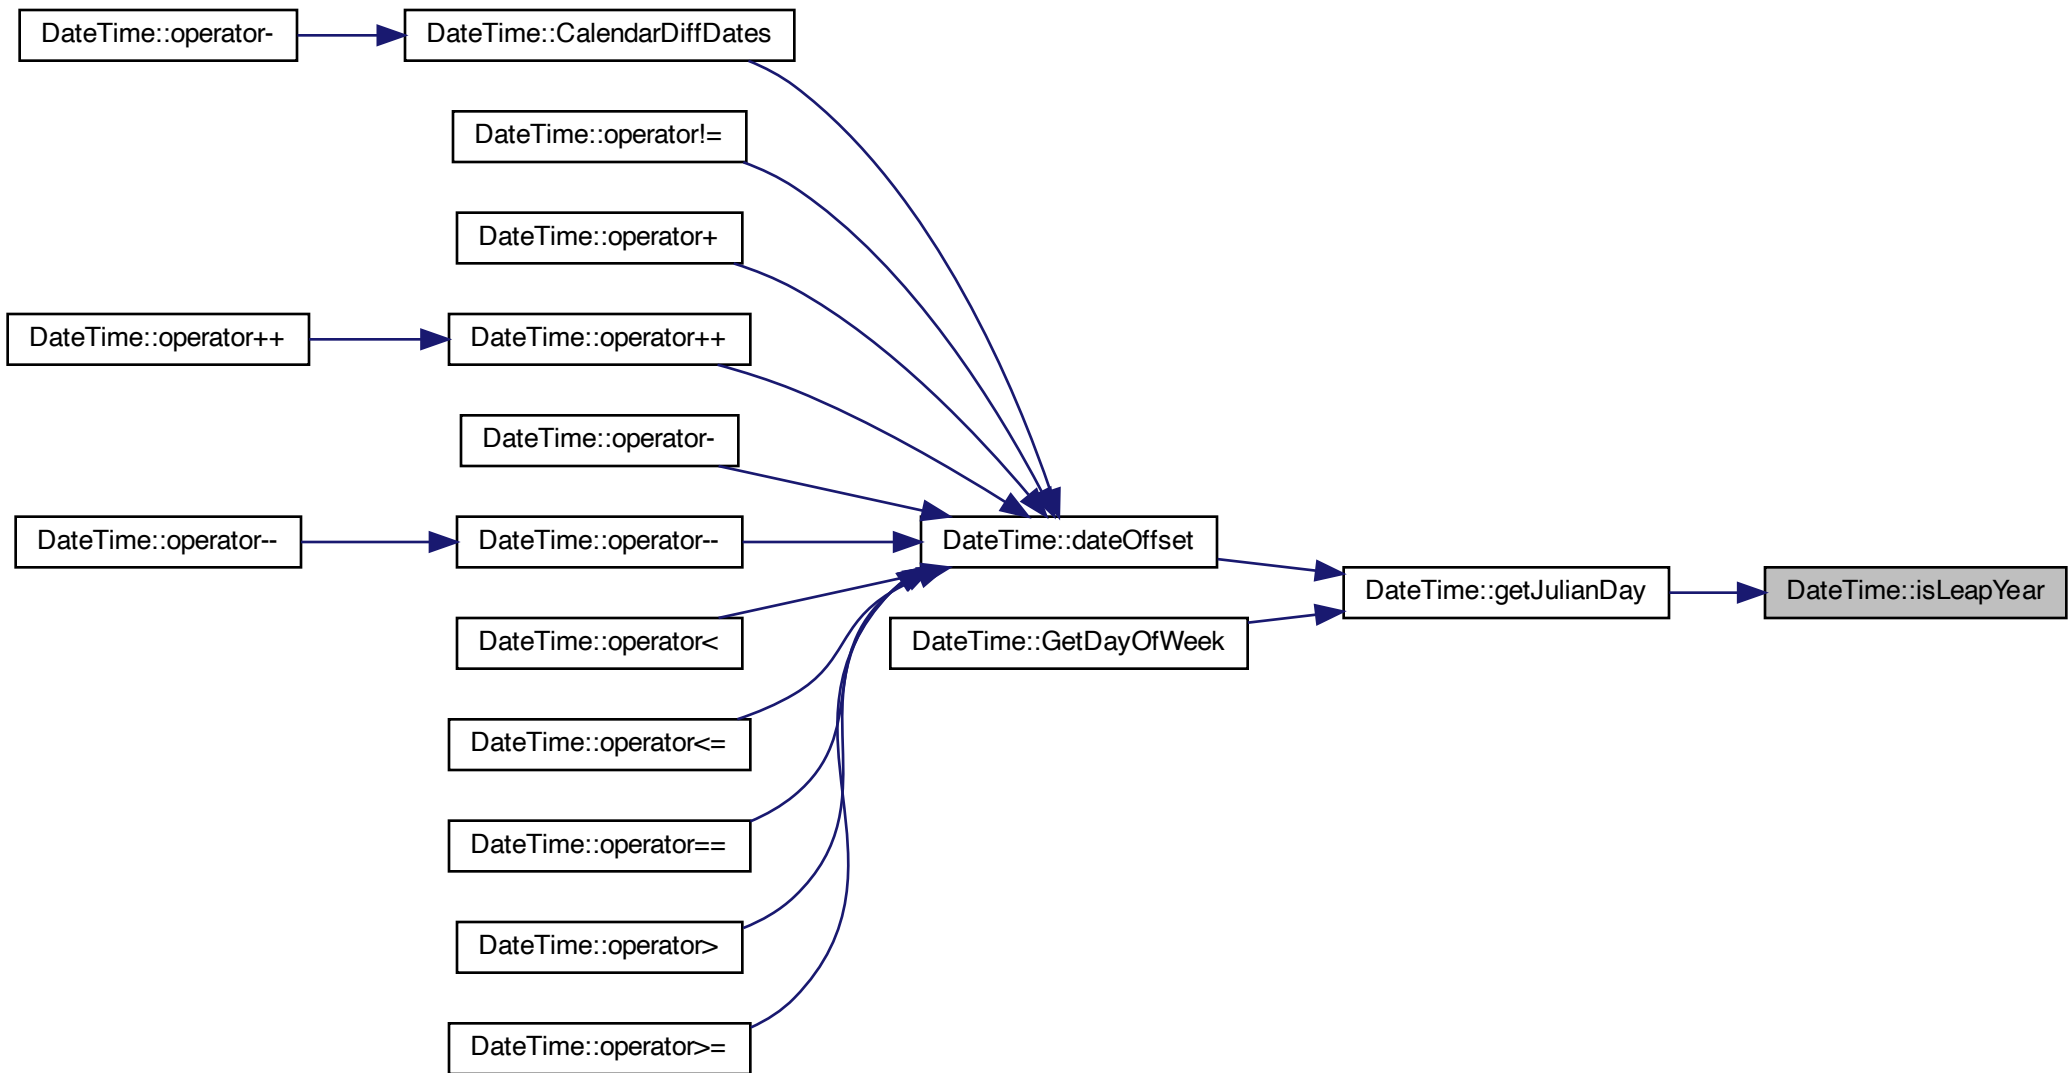 DateTime::operator-
DateTime::CalendarDiffDates
DateTime::operator!=
DateTime::operator+
DateTime::operator++
DateTime::operator++
DateTime::operator-
DateTime::operator--
DateTime::operator--
DateTime::dateOffset
DateTime::getJulianDay
DateTime::isLeapYear
DateTime::operator<
DateTime::GetDayOfWeek
DateTime::operator<=
DateTime::operator==
DateTime::operator>
DateTime::operator>=